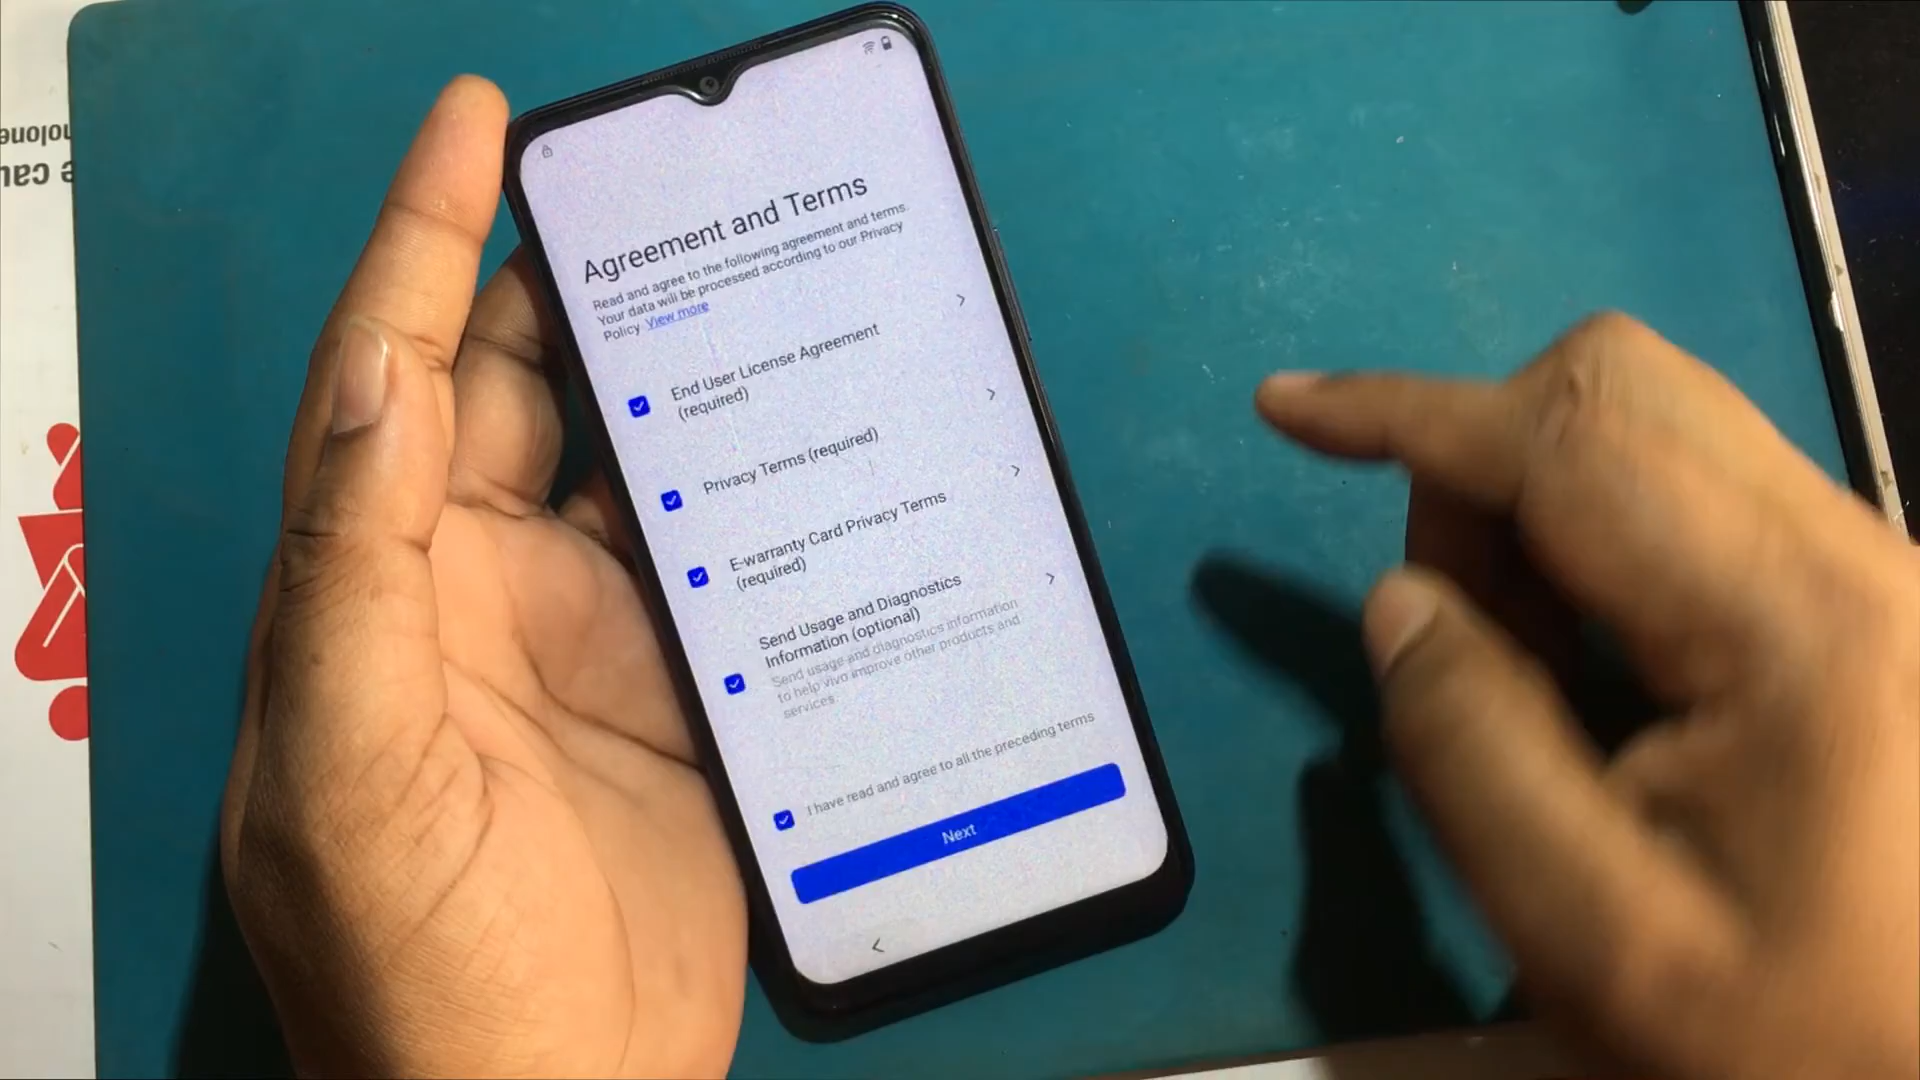 Agreement and Terms
Read and agree to the following agreement and terms.
Your data will be processed according to our Privacy
Policy. View more
End User License Agreement
(required)
Privacy Terms (required)
E-warranty Card Privacy Terms
(required)
Send Usage and Diagnostics
Information (optional)
Send usage and diagnostics information
to help vivo improve other products and
services.
I have read and agree to all the preceding terms
Next